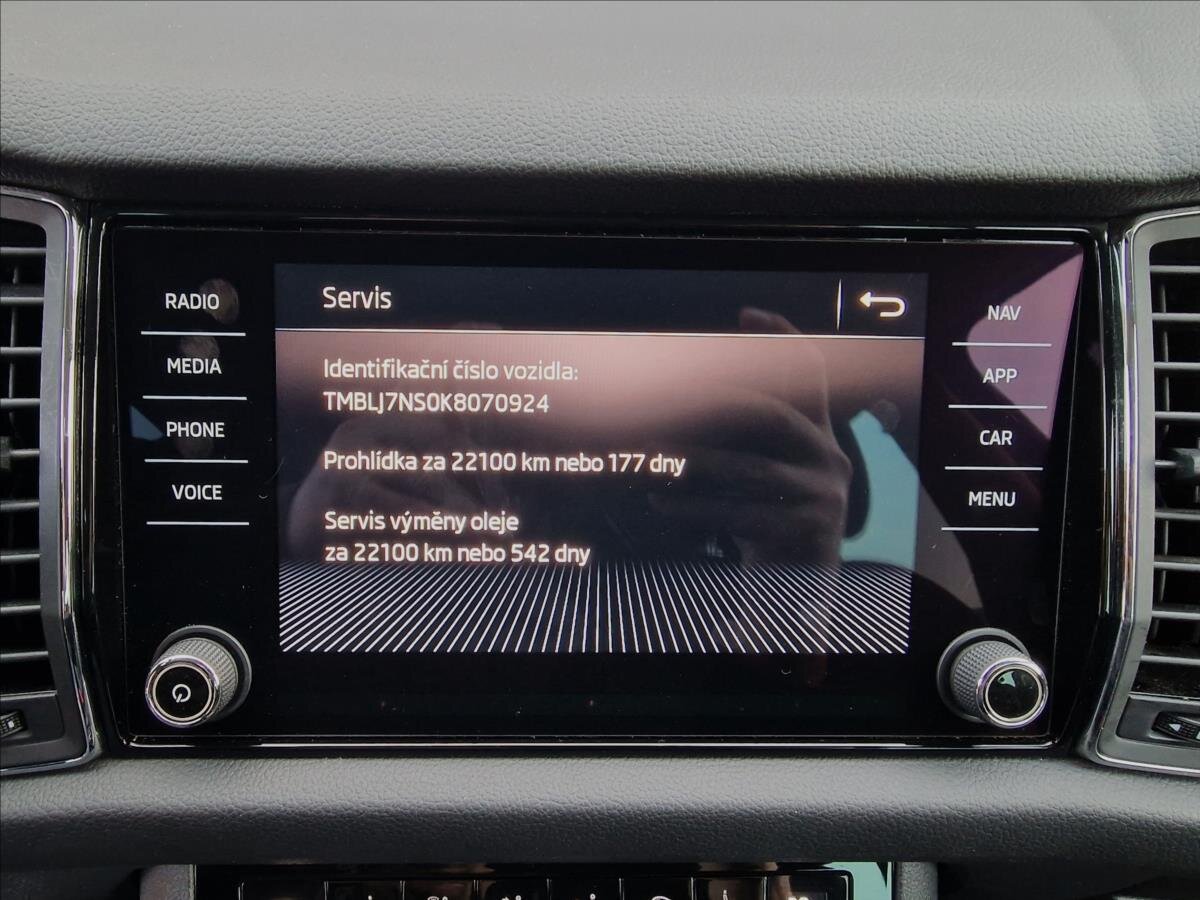 RADIO
MEDIA
PHONE
VOICE
Servis
Identifikační číslo vozidla:
TMBLJ7NS0K8070924
Prohlídka za 22100 km nebo 177 dny
Servis výměny oleje
za 22100 km nebo 542 dny
NAV
APP
CAR
MENU